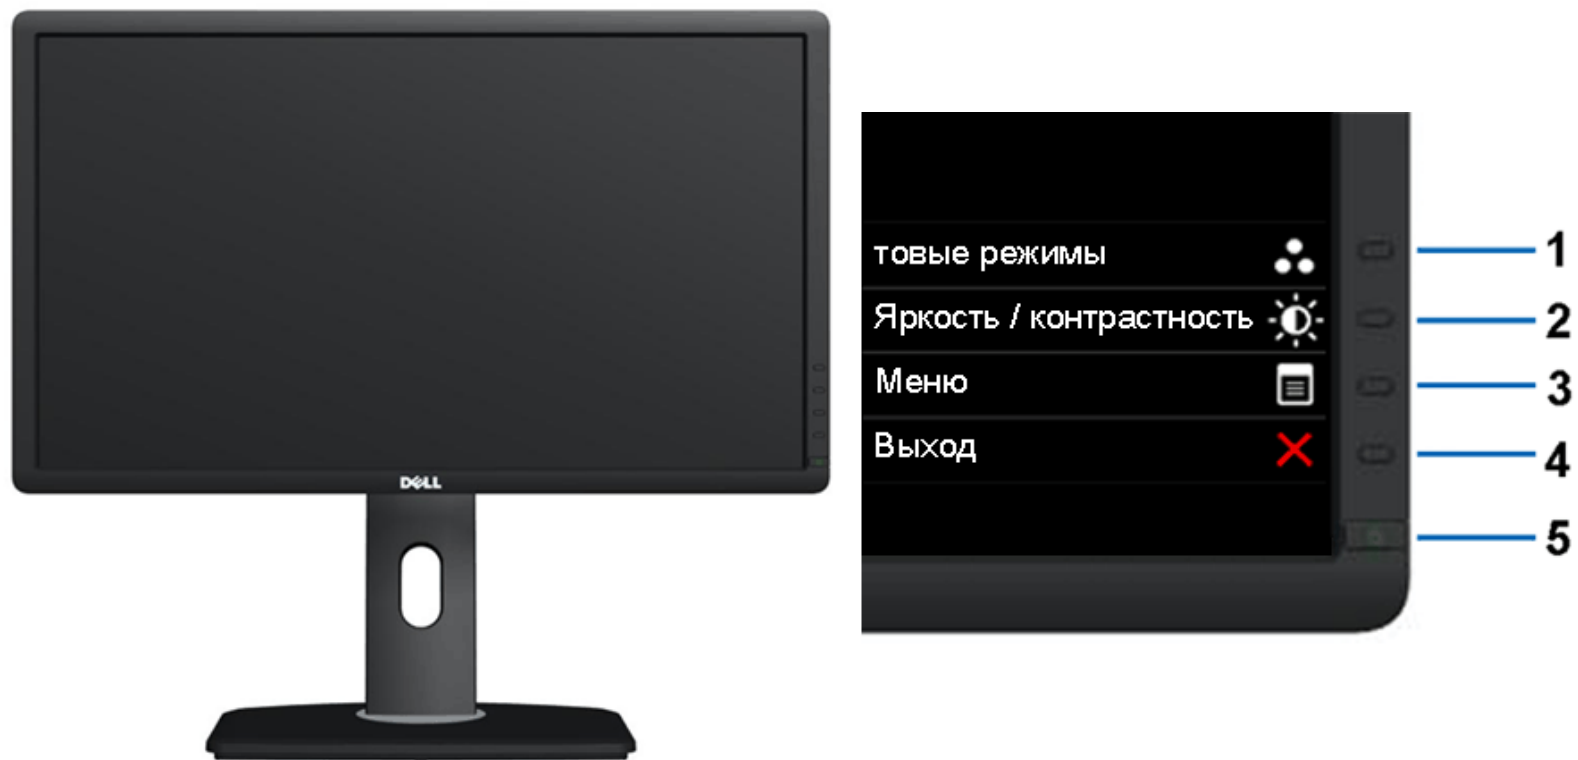 DELL
товые режимы
Яркость / контрастность
Меню
Выход
1
2
3
4
5